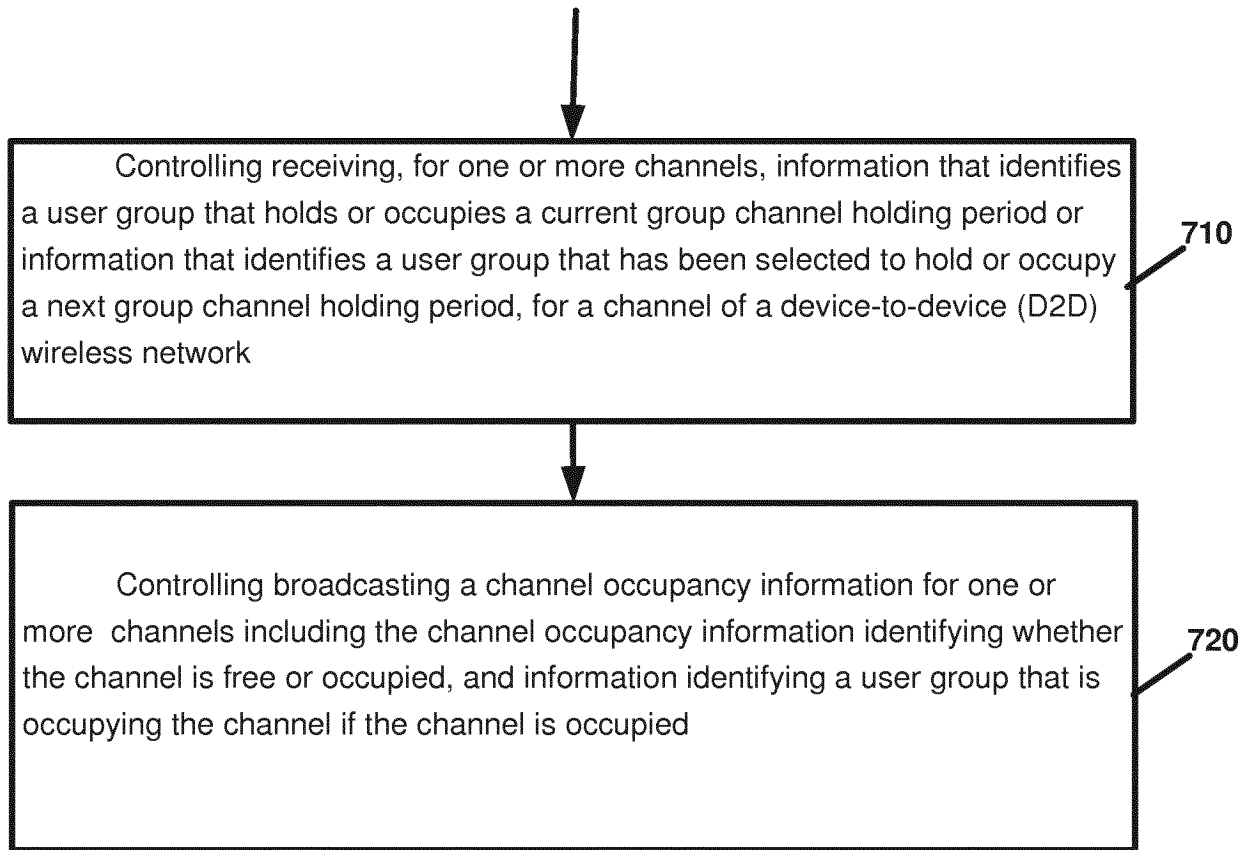 Controlling receiving, for one or more channels, information that identifies
a user group that holds or occupies a current group channel holding period or
information that identifies a user group that has been selected to hold or occupy
a next group channel holding period, for a channel of a device-to-device (D2D)
wireless network
710
Controlling broadcasting a channel occupancy information for one or
more channels including the channel occupancy information identifying whether
the channel is free or occupied, and information identifying a user group that is
occupying the channel if the channel is occupied
720